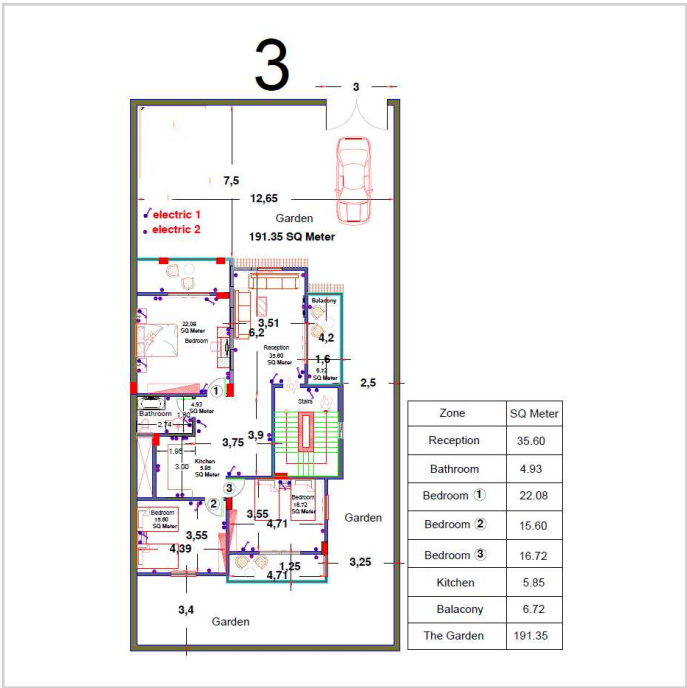 3
3
7,5
12,65
Garden
191.35 SQ Meter
electric 1
electric 2
Baladony
22.08
SQ Meter
Bedroom
3,51
6,2
4,2
Reception
35.60
SQ Meter
1,6
6.72
SQ Meter
2,5
1
4.93
SQ Meter
Bathroom
1.80
2.74
Stairs
3,75
3,9
1.95
3.00
Kitchen
5.85
SQ Meter
3
2
Bedroom
16.72
SQ Meter
Bedroom
15.60
SQ Meter
3,55
4,71
3,55
4,39
Garden
1,25
4,71
3,25
3,4
Garden
Zone SQ Meter
Reception 35.60
Bathroom 4.93
Bedroom 1 22.08
Bedroom 2 15.60
Bedroom 3 16.72
Kitchen 5.85
Balacony 6.72
The Garden 191.35